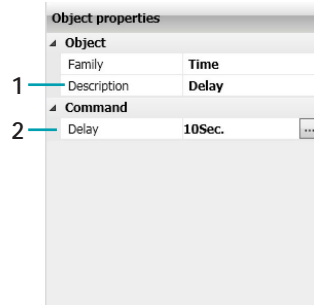 Object properties
Object
Family Time
1 Description Delay
Command
2 Delay 10Sec. ...